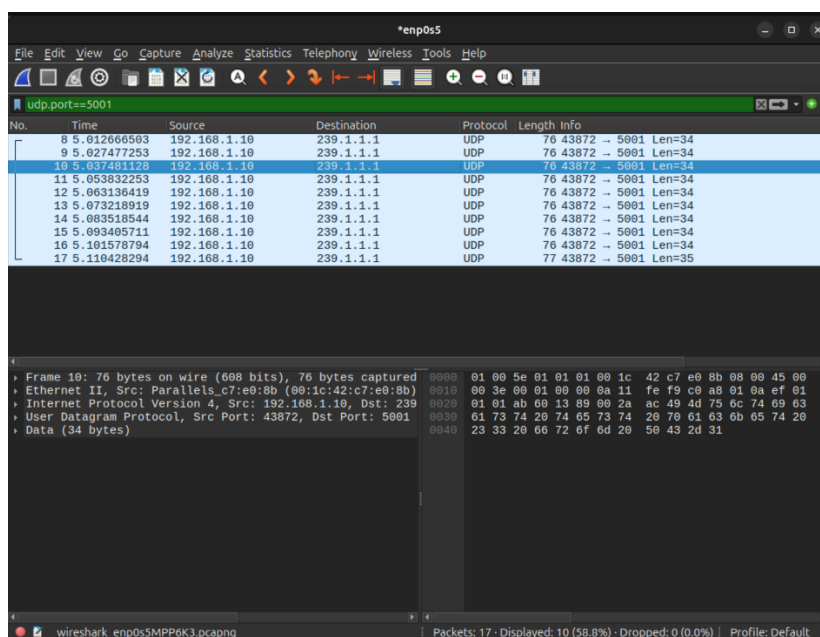 *enp0s5
File Edit View Go Capture Analyze Statistics Telephony Wireless Tools Help
udp.port==5001
No. Time Source Destination Protocol Length Info
8 5.012666503 192.168.1.10 239.1.1.1 UDP 76 43872 → 5001 Len=34
9 5.027477253 192.168.1.10 239.1.1.1 UDP 76 43872 → 5001 Len=34
10 5.037481128 192.168.1.10 239.1.1.1 UDP 76 43872 → 5001 Len=34
11 5.053832253 192.168.1.10 239.1.1.1 UDP 76 43872 → 5001 Len=34
12 5.063136419 192.168.1.10 239.1.1.1 UDP 76 43872 → 5001 Len=34
13 5.073218919 192.168.1.10 239.1.1.1 UDP 76 43872 → 5001 Len=34
14 5.083518544 192.168.1.10 239.1.1.1 UDP 76 43872 → 5001 Len=34
15 5.093405711 192.168.1.10 239.1.1.1 UDP 76 43872 → 5001 Len=34
16 5.101578794 192.168.1.10 239.1.1.1 UDP 76 43872 → 5001 Len=34
17 5.110428294 192.168.1.10 239.1.1.1 UDP 77 43872 → 5001 Len=35
Frame 10: 76 bytes on wire (608 bits), 76 bytes captured
Ethernet II, Src: Parallels_c7:e0:8b (00:1c:42:c7:e0:8b)
Internet Protocol Version 4, Src: 192.168.1.10, Dst: 239
User Datagram Protocol, Src Port: 43872, Dst Port: 5001
Data (34 bytes)
0000 01 00 5e 01 01 01 00 1c 42 c7 e0 8b 08 00 45 00
0010 00 3e 00 01 00 00 0a 11 fe f9 c0 a8 01 0a ef 01
0020 01 01 ab 60 13 89 00 2a ac 49 4d 75 6c 74 69 63
0030 61 73 74 20 74 65 73 74 20 70 61 63 6b 65 74 20
0040 23 33 20 66 72 6f 6d 20 50 43 2d 31
wireshark_enp0s5MPP6K3.pcapng Packets: 17 · Displayed: 10 (58.8%) · Dropped: 0 (0.0%) Profile: Default